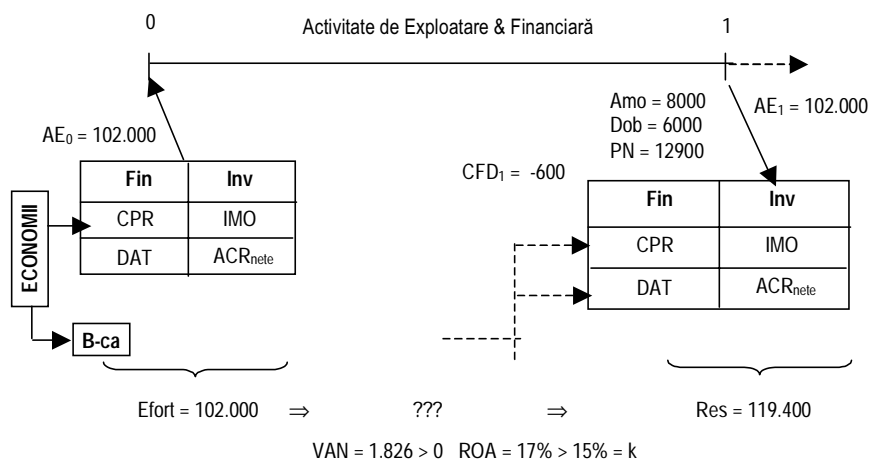 0 Activitate de Exploatare & Financiară 1
AE0 = 102.000
Amo = 8000
Dob = 6000
PN = 12900
AE1 = 102.000
CFD1 = -600
ECONOMII
Fin Inv
CPR IMO
DAT ACRnete
B-ca
Fin Inv
CPR IMO
DAT ACRnete
Efort = 102.000 ⇒ ??? ⇒ Res = 119.400
VAN = 1.826 > 0 ROA = 17% > 15% = k